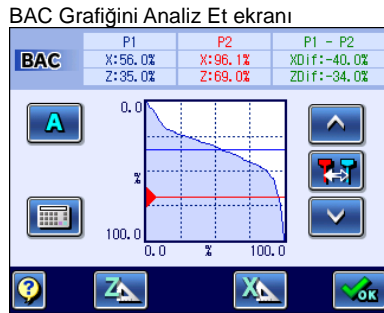 BAC Grafiğini Analiz Et ekranı
BAC
P1 P2 P1 - P2
X:56.0% X:96.1% XDif:-40.0%
Z:35.0% Z:69.0% ZDif:-34.0%
A
0.0
%
100.0
0.0 % 100.0
? Z X OK